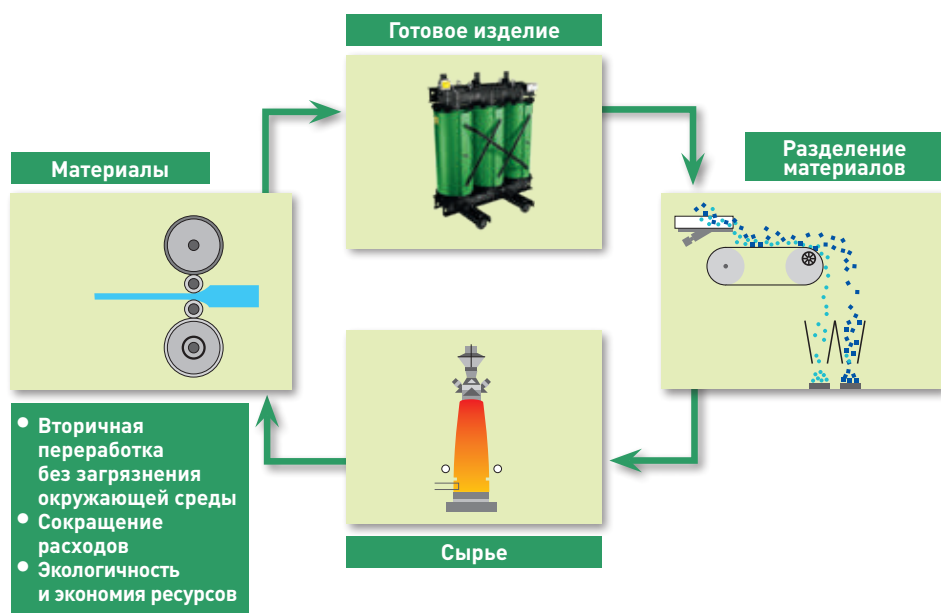 Готовое изделие
Разделение
материалов
Материалы
Сырье
● Вторичная
переработка
без загрязнения
окружающей среды
● Сокращение
расходов
● Экологичность
и экономия ресурсов